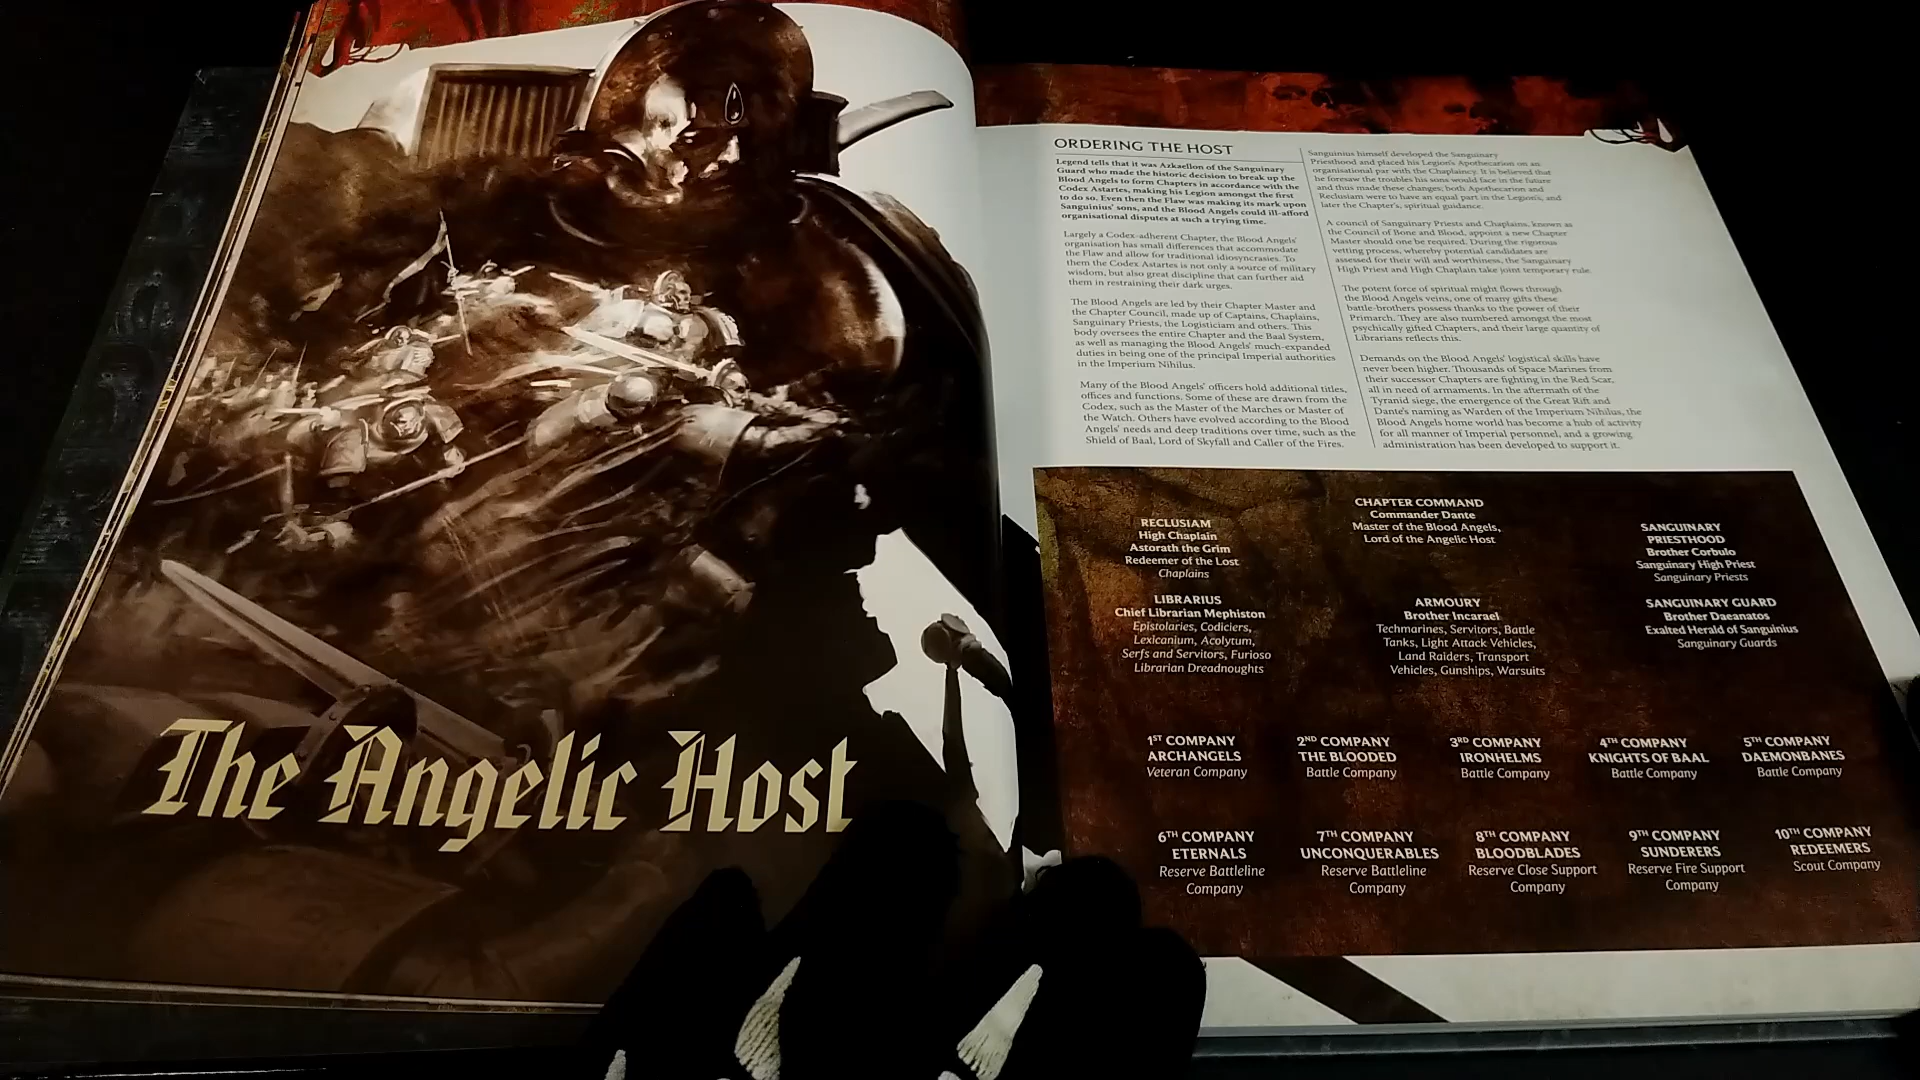 The Angelic Host
ORDERING THE HOST
Legend tells that it was Azkaellon of the Sanguinary
Guard who made the historic decision to break up the
Blood Angels to form Chapters in accordance with the
Codex Astartes, making his Legion amongst the first
to do so. Even then the Flaw was making its mark upon
Sanguinius' sons, and the Blood Angels could ill-afford
organisational disputes at such a trying time.
Largely a Codex-adherent Chapter, the Blood Angels'
organisation has small differences that accommodate
the Flaw and allow for traditional idiosyncrasies. To
them the Codex Astartes is not only a source of military
wisdom, but also great discipline that can further aid
them in restraining their dark urges.
The Blood Angels are led by their Chapter Master and
the Chapter Council, made up of Captains, Chaplains,
Sanguinary Priests, the Logisticiam and others. This
body oversees the entire Chapter and the Baal System,
as well as managing the Blood Angels' much-expanded
duties in being one of the principal Imperial authorities
in the Imperium Nihilus.
Many of the Blood Angels' officers hold additional titles,
offices and functions. Some of these are drawn from the
Codex, such as the Master of the Marches or Master of
the Watch. Others have evolved according to the Blood
Angels' needs and deep traditions over time, such as the
Shield of Baal, Lord of Skyfall and Caller of the Fires.
Sanguinius himself developed the Sanguinary
Priesthood and placed his Legion's Apothecarion on an
organisational par with the Chaplaincy. It is believed that
he foresaw the troubles his sons would face in the future
and thus made these changes; both Apothecarion and
Reclusiam were to have an equal part in the Legion's, and
later the Chapter's, spiritual guidance.
A council of Sanguinary Priests and Chaplains, known as
the Council of Bone and Blood, appoint a new Chapter
Master should one be required. During the rigorous
vetting process, whereby potential candidates are
assessed for their will and worthiness, the Sanguinary
High Priest and High Chaplain take joint temporary rule.
The potent force of spiritual might flows through
the Blood Angels veins, one of many gifts these
battle-brothers possess thanks to the power of their
Primarch. They are also numbered amongst the most
psychically gifted Chapters, and their large quantity of
Librarians reflects this.
Demands on the Blood Angels' logistical skills have
never been higher. Thousands of Space Marines from
their successor Chapters are fighting in the Red Scar,
all in need of armaments. In the aftermath of the
Tyranid siege, the emergence of the Great Rift and
Dante's naming as Warden of the Imperium Nihilus, the
Blood Angels home world has become a hub of activity
for all manner of Imperial personnel, and a growing
administration has been developed to support it.
CHAPTER COMMAND
Commander Dante
Master of the Blood Angels,
Lord of the Angelic Host
RECLUSIAM
High Chaplain
Astorath the Grim
Redeemer of the Lost
Chaplains
SANGUINARY
PRIESTHOOD
Brother Corbulo
Sanguinary High Priest
Sanguinary Priests
LIBRARIUS
Chief Librarian Mephiston
Epistolaries, Codiciers,
Lexicanium, Acolytum,
Serfs and Servitors, Furioso
Librarian Dreadnoughts
ARMOURY
Brother Incarael
Techmarines, Servitors, Battle
Tanks, Light Attack Vehicles,
Land Raiders, Transport
Vehicles, Gunships, Warsuits
SANGUINARY GUARD
Brother Daeanatos
Exalted Herald of Sanguinius
Sanguinary Guards
1ST COMPANY
ARCHANGELS
Veteran Company
2ND COMPANY
THE BLOODED
Battle Company
3RD COMPANY
IRONHELMS
Battle Company
4TH COMPANY
KNIGHTS OF BAAL
Battle Company
5TH COMPANY
DAEMONBANES
Battle Company
6TH COMPANY
ETERNALS
Reserve Battleline
Company
7TH COMPANY
UNCONQUERABLES
Reserve Battleline
Company
8TH COMPANY
BLOODBLADES
Reserve Close Support
Company
9TH COMPANY
SUNDERERS
Reserve Fire Support
Company
10TH COMPANY
REDEEMERS
Scout Company